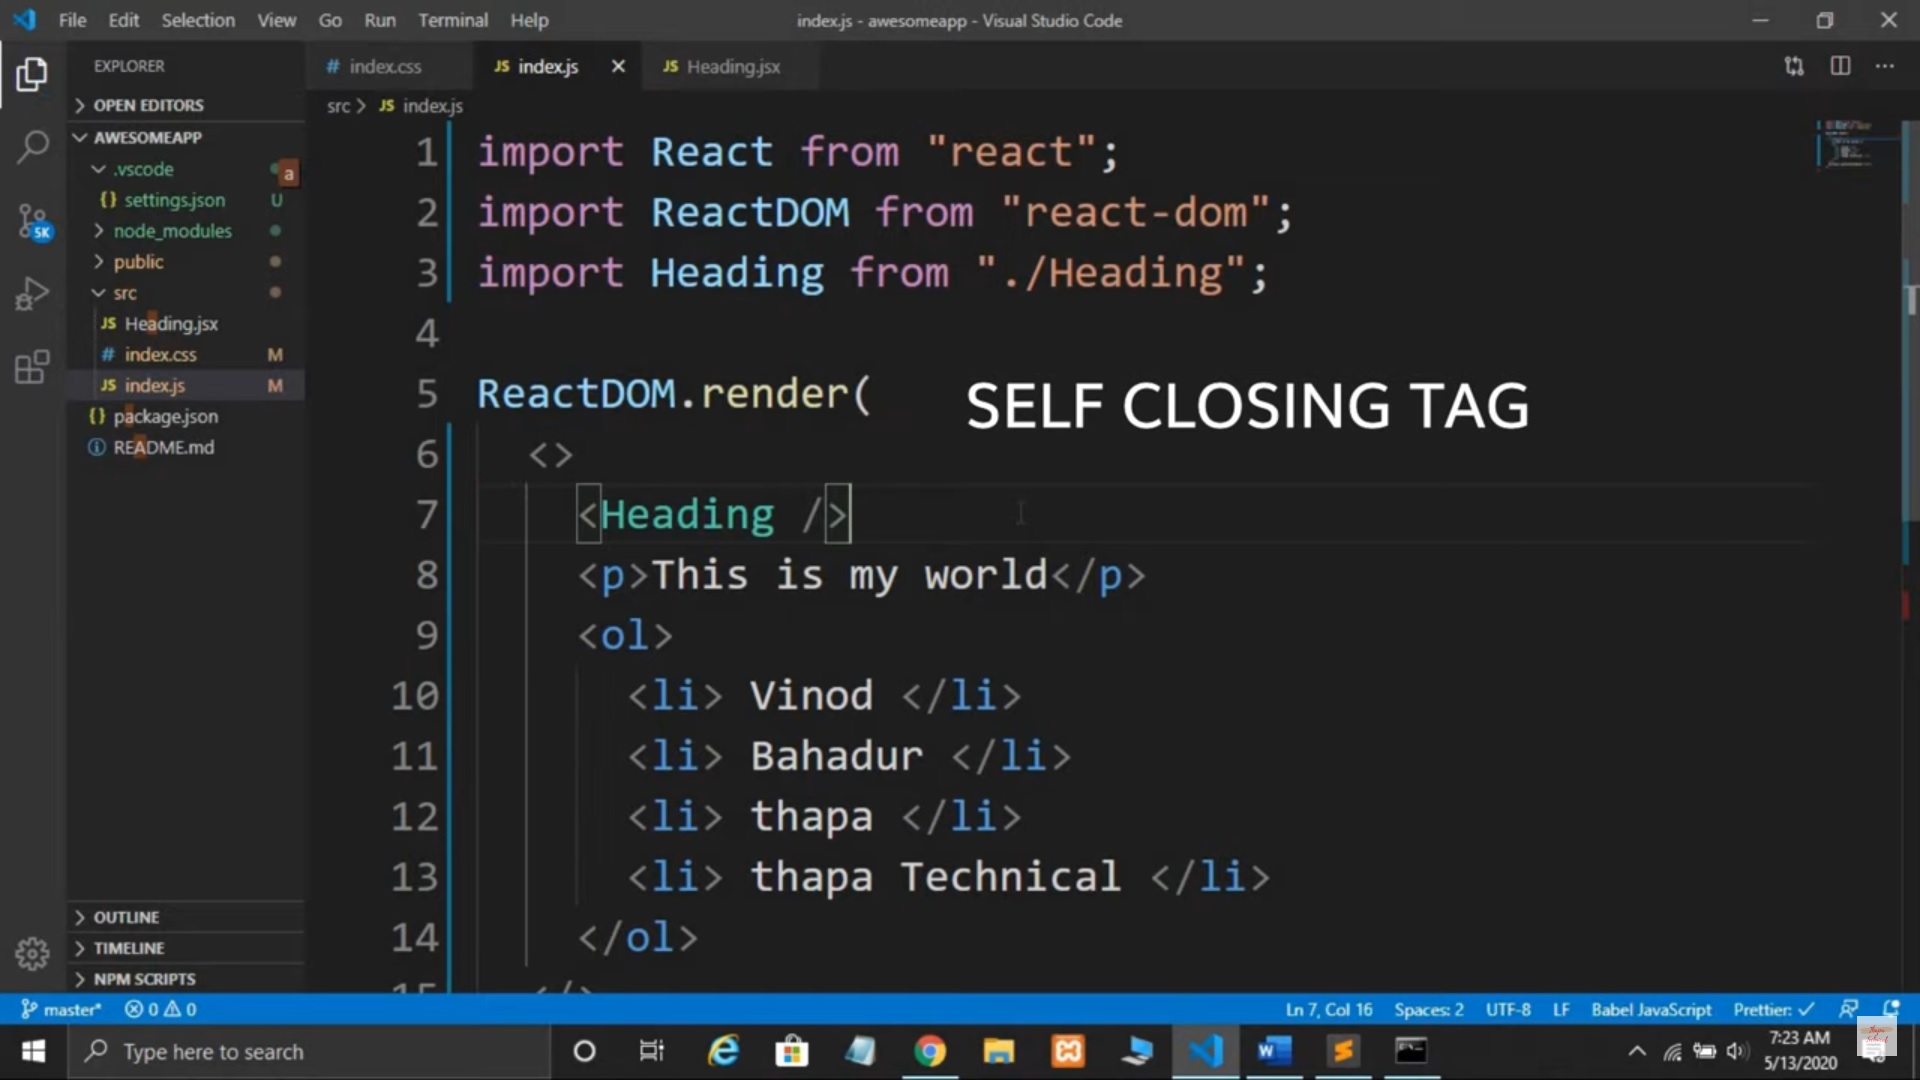 File Edit Selection View Go Run Terminal Help
index.js - awesomeapp - Visual Studio Code
EXPLORER
# index.css
JS index.js
JS Heading.jsx
OPEN EDITORS
src > JS index.js
AWESOMEAPP
.vscode
a
{} settings.json U
node_modules
public
src
JS Heading.jsx
# index.css M
JS index.js M
{} package.json
README.md
5K
OUTLINE
TIMELINE
NPM SCRIPTS
1 import React from "react";
2 import ReactDOM from "react-dom";
3 import Heading from "./Heading";
4
5 ReactDOM.render(
SELF CLOSING TAG
6 <>
7 <Heading />
8 <p>This is my world</p>
9 <ol>
10 <li> Vinod </li>
11 <li> Bahadur </li>
12 <li> thapa </li>
13 <li> thapa Technical </li>
14 </ol>
15 </>
master* 0 0
Ln 7, Col 16 Spaces: 2 UTF-8 LF Babel JavaScript Prettier: ✓
Type here to search
7:23 AM
5/13/2020